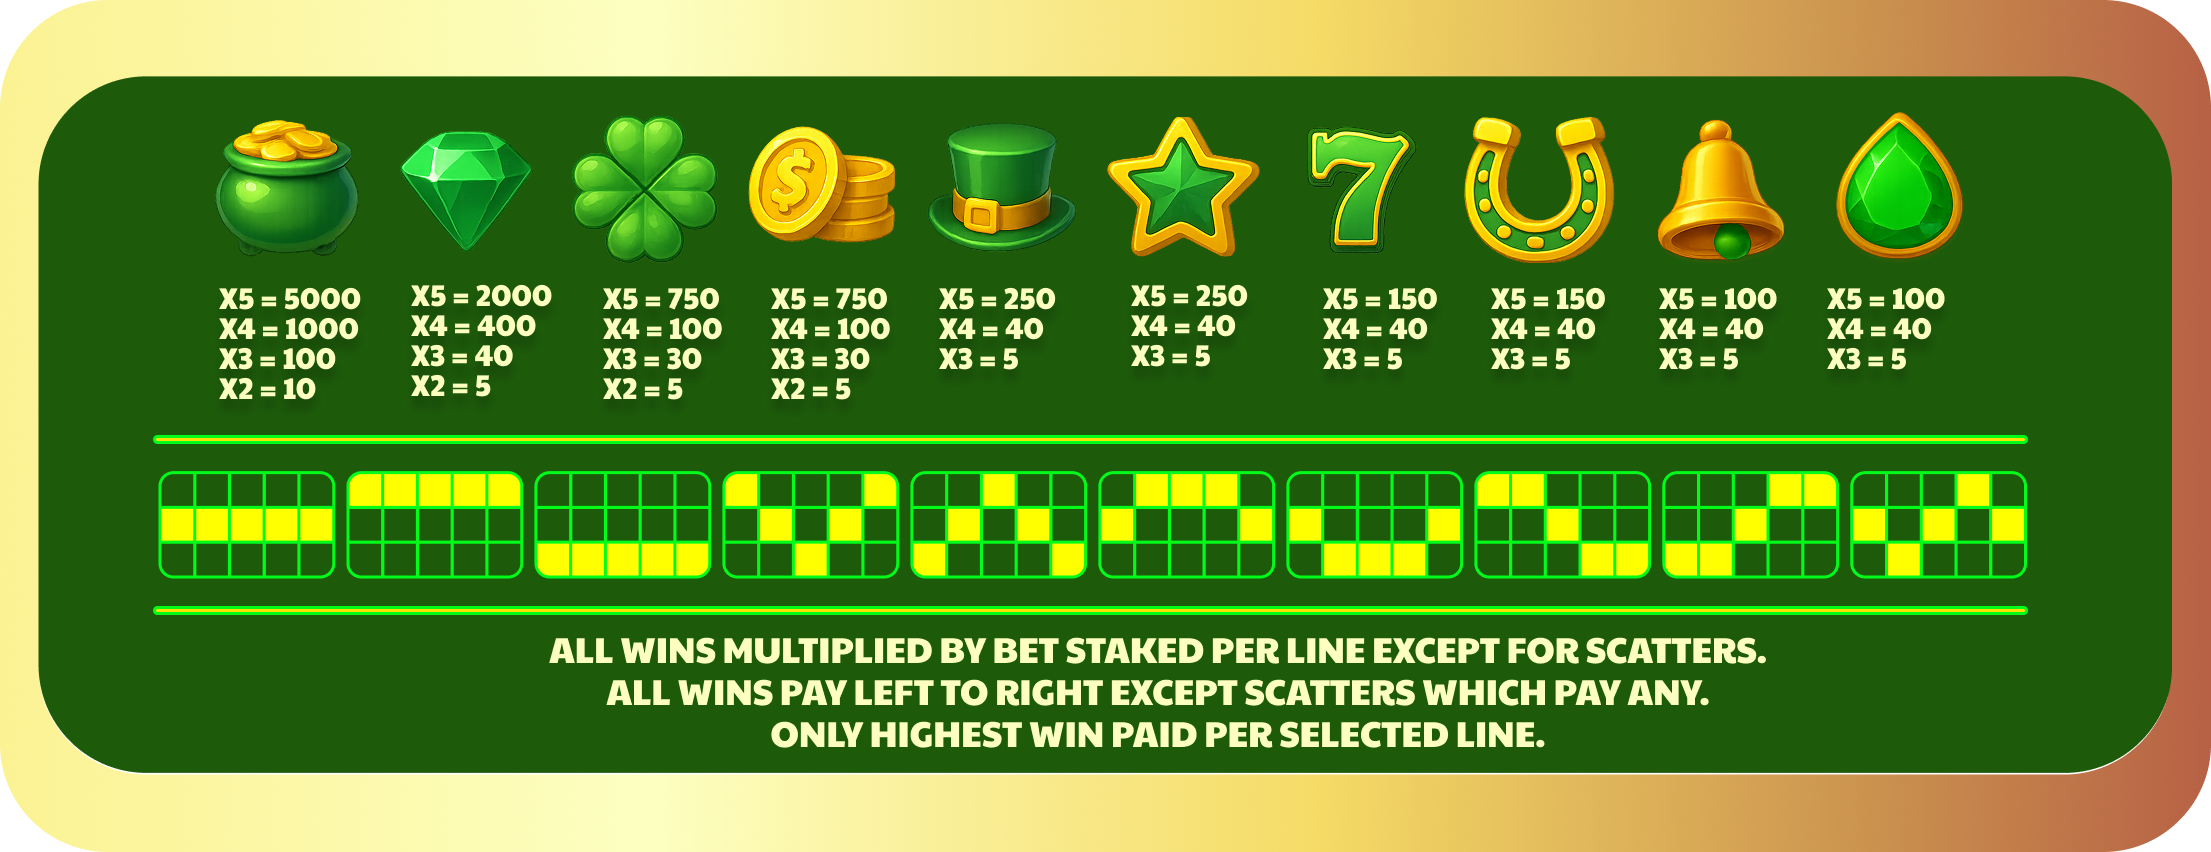 $
7
X5 = 5000
X4 = 1000
X3 = 100
X2 = 10
X5 = 2000
X4 = 400
X3 = 40
X2 = 5
X5 = 750
X4 = 100
X3 = 30
X2 = 5
X5 = 750
X4 = 100
X3 = 30
X2 = 5
X5 = 250
X4 = 40
X3 = 5
X5 = 250
X4 = 40
X3 = 5
X5 = 150
X4 = 40
X3 = 5
X5 = 150
X4 = 40
X3 = 5
X5 = 100
X4 = 40
X3 = 5
X5 = 100
X4 = 40
X3 = 5
ALL WINS MULTIPLIED BY BET STAKED PER LINE EXCEPT FOR SCATTERS.
ALL WINS PAY LEFT TO RIGHT EXCEPT SCATTERS WHICH PAY ANY.
ONLY HIGHEST WIN PAID PER SELECTED LINE.